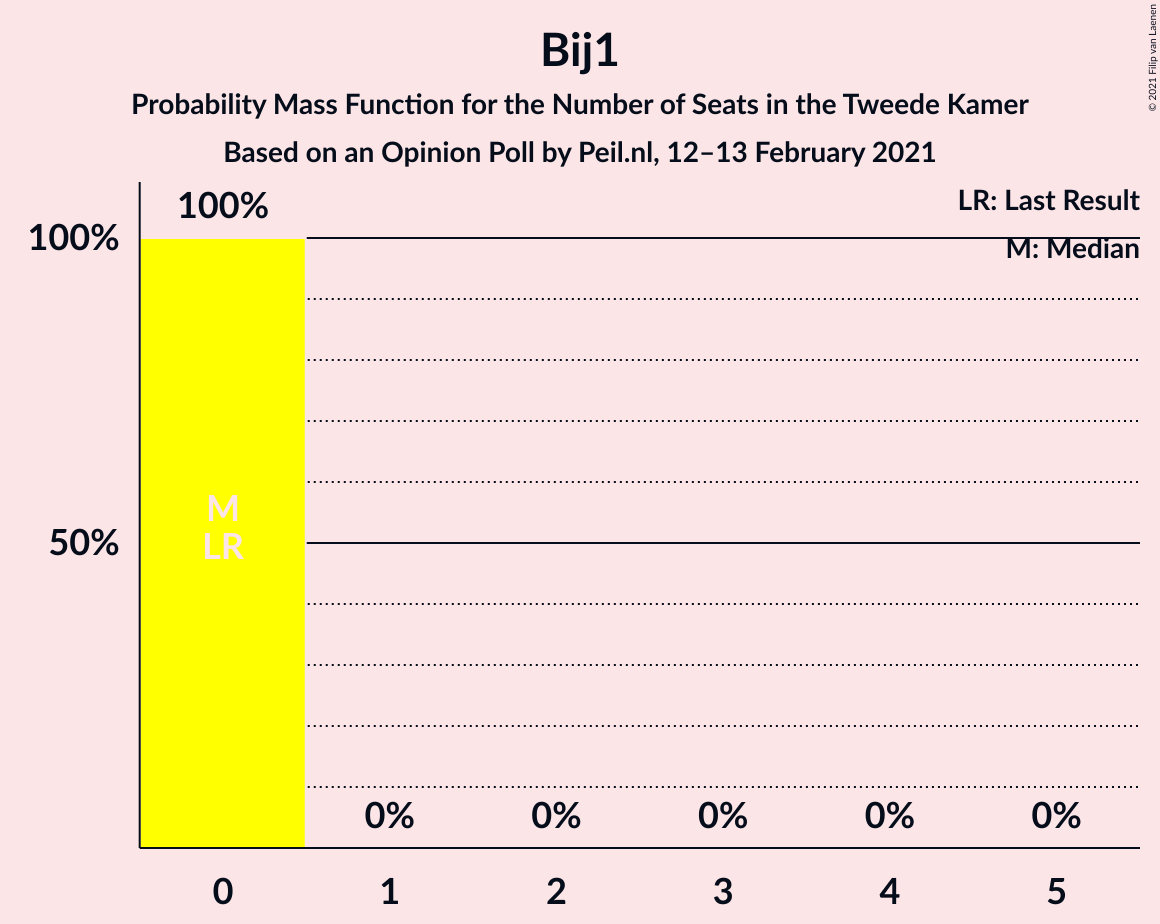 Bij1
Probability Mass Function for the Number of Seats in the Tweede Kamer
Based on an Opinion Poll by Peil.nl, 12–13 February 2021
© 2021 Filip van Laenen
LR: Last Result
M: Median
100%
100%
50%
M
LR
0% 0% 0% 0% 0%
0 1 2 3 4 5